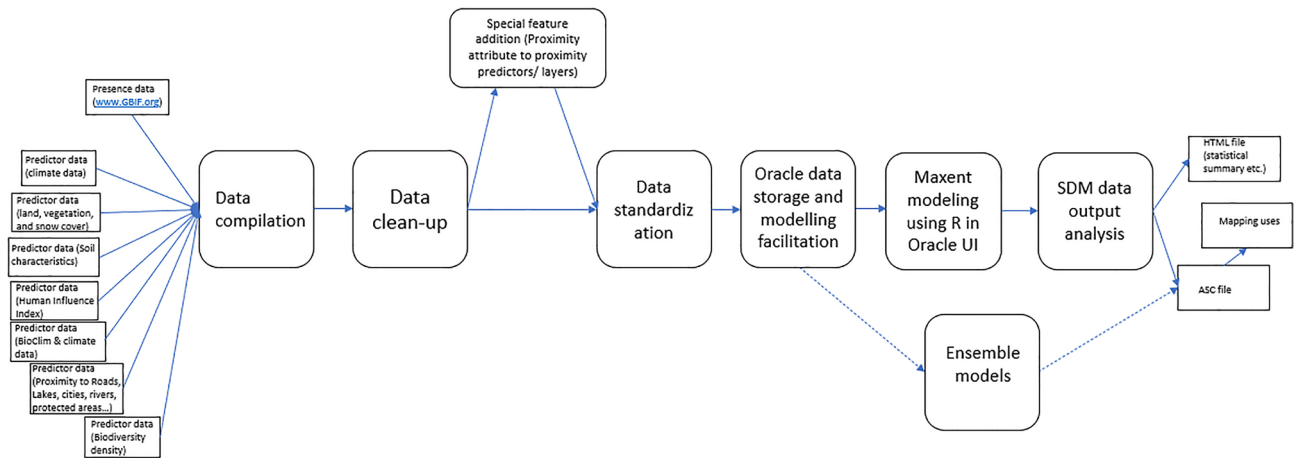 Special feature
addition (Proximity
attribute to proximity
predictors/ layers)
Presence data
(www.GBIF.org)
Predictor data
(climate data)
Predictor data
(land, vegetation,
and snow cover)
Predictor data (Soil
characteristics)
Predictor data
(Human Influence
Index)
Predictor data
(BioClim & climate
data)
Predictor data
(Proximity to Roads,
Lakes, cities, rivers,
protected areas...)
Predictor data
(Biodiversity
density)
Data
compilation
Data
clean-up
Data
standardiz
ation
Oracle data
storage and
modelling
facilitation
Maxent
modeling
using R in
Oracle UI
SDM data
output
analysis
Ensemble
models
HTML file
(statistical
summary etc.)
Mapping uses
ASC file